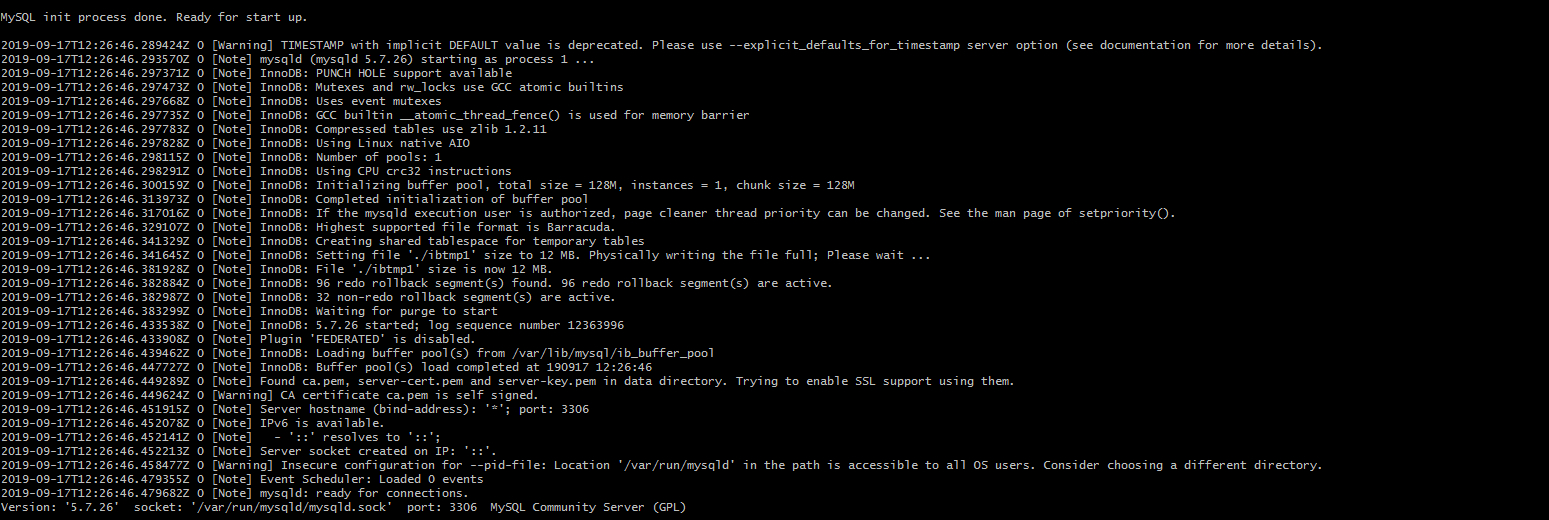 MySQL init process done. Ready for start up.
2019-09-17T12:26:46.289424Z 0 [Warning] TIMESTAMP with implicit DEFAULT value is deprecated. Please use --explicit_defaults_for_timestamp server option (see documentation for more details).
2019-09-17T12:26:46.293570Z 0 [Note] mysqld (mysqld 5.7.26) starting as process 1 ...
2019-09-17T12:26:46.297371Z 0 [Note] InnoDB: PUNCH HOLE support available
2019-09-17T12:26:46.297473Z 0 [Note] InnoDB: Mutexes and rw_locks use GCC atomic builtins
2019-09-17T12:26:46.297668Z 0 [Note] InnoDB: Uses event mutexes
2019-09-17T12:26:46.297735Z 0 [Note] InnoDB: GCC builtin __atomic_thread_fence() is used for memory barrier
2019-09-17T12:26:46.297783Z 0 [Note] InnoDB: Compressed tables use zlib 1.2.11
2019-09-17T12:26:46.297828Z 0 [Note] InnoDB: Using Linux native AIO
2019-09-17T12:26:46.298115Z 0 [Note] InnoDB: Number of pools: 1
2019-09-17T12:26:46.298291Z 0 [Note] InnoDB: Using CPU crc32 instructions
2019-09-17T12:26:46.300159Z 0 [Note] InnoDB: Initializing buffer pool, total size = 128M, instances = 1, chunk size = 128M
2019-09-17T12:26:46.313973Z 0 [Note] InnoDB: Completed initialization of buffer pool
2019-09-17T12:26:46.317016Z 0 [Note] InnoDB: If the mysqld execution user is authorized, page cleaner thread priority can be changed. See the man page of setpriority().
2019-09-17T12:26:46.329107Z 0 [Note] InnoDB: Highest supported file format is Barracuda.
2019-09-17T12:26:46.341329Z 0 [Note] InnoDB: Creating shared tablespace for temporary tables
2019-09-17T12:26:46.341645Z 0 [Note] InnoDB: Setting file './ibtmp1' size to 12 MB. Physically writing the file full; Please wait ...
2019-09-17T12:26:46.381928Z 0 [Note] InnoDB: File './ibtmp1' size is now 12 MB.
2019-09-17T12:26:46.382884Z 0 [Note] InnoDB: 96 redo rollback segment(s) found. 96 redo rollback segment(s) are active.
2019-09-17T12:26:46.382987Z 0 [Note] InnoDB: 32 non-redo rollback segment(s) are active.
2019-09-17T12:26:46.383299Z 0 [Note] InnoDB: Waiting for purge to start
2019-09-17T12:26:46.433538Z 0 [Note] InnoDB: 5.7.26 started; log sequence number 12363996
2019-09-17T12:26:46.433908Z 0 [Note] Plugin 'FEDERATED' is disabled.
2019-09-17T12:26:46.439462Z 0 [Note] InnoDB: Loading buffer pool(s) from /var/lib/mysql/ib_buffer_pool
2019-09-17T12:26:46.447727Z 0 [Note] InnoDB: Buffer pool(s) load completed at 190917 12:26:46
2019-09-17T12:26:46.449289Z 0 [Note] Found ca.pem, server-cert.pem and server-key.pem in data directory. Trying to enable SSL support using them.
2019-09-17T12:26:46.449624Z 0 [Warning] CA certificate ca.pem is self signed.
2019-09-17T12:26:46.451915Z 0 [Note] Server hostname (bind-address): '*'; port: 3306
2019-09-17T12:26:46.452078Z 0 [Note] IPv6 is available.
2019-09-17T12:26:46.452141Z 0 [Note]   - '::' resolves to '::';
2019-09-17T12:26:46.452213Z 0 [Note] Server socket created on IP: '::'.
2019-09-17T12:26:46.458477Z 0 [Warning] Insecure configuration for --pid-file: Location '/var/run/mysqld' in the path is accessible to all OS users. Consider choosing a different directory.
2019-09-17T12:26:46.479355Z 0 [Note] Event Scheduler: Loaded 0 events
2019-09-17T12:26:46.479682Z 0 [Note] mysqld: ready for connections.
Version: '5.7.26'  socket: '/var/run/mysqld/mysqld.sock'  port: 3306  MySQL Community Server (GPL)